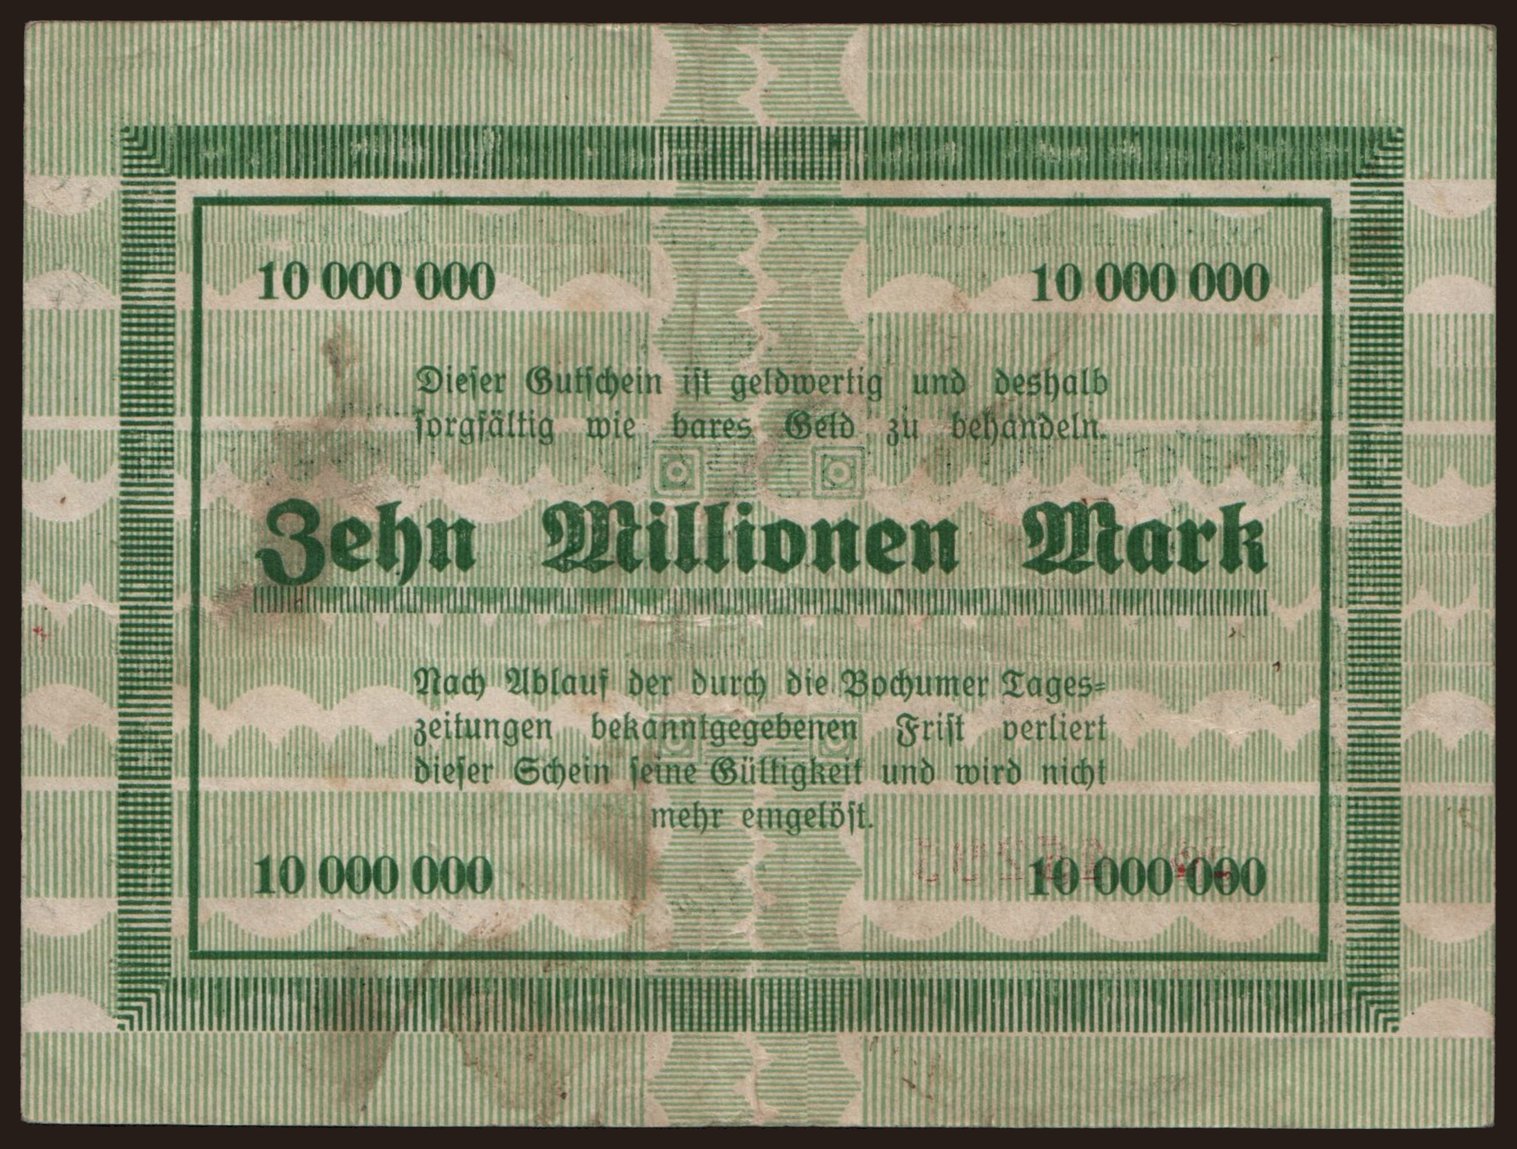 10 000 000 10 000 000
Dieser Gutschein ist geldwertig und deshalb
sorgfältig wie bares Geld zu behandeln.
Zehn Millionen Mark
Nach Ablauf der durch die Bochumer Tages=
zeitungen bekanntgegebenen Frist verliert
dieser Schein seine Gültigkeit und wird nicht
mehr eingelöst.
10 000 000 10 000 000